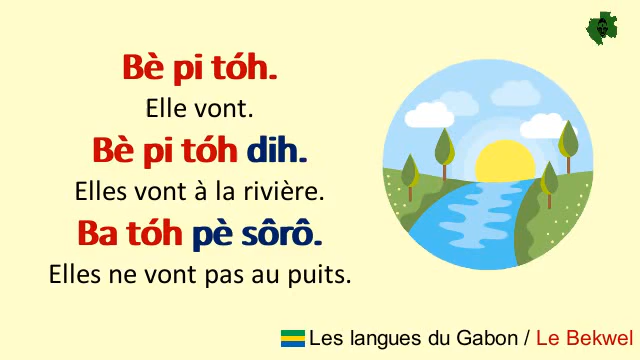 Bè pi tóh.
Elle vont.
Bè pi tóh dih.
Elles vont à la rivière.
Ba tóh pè sôrô.
Elles ne vont pas au puits.
Les langues du Gabon / Le Bekwel